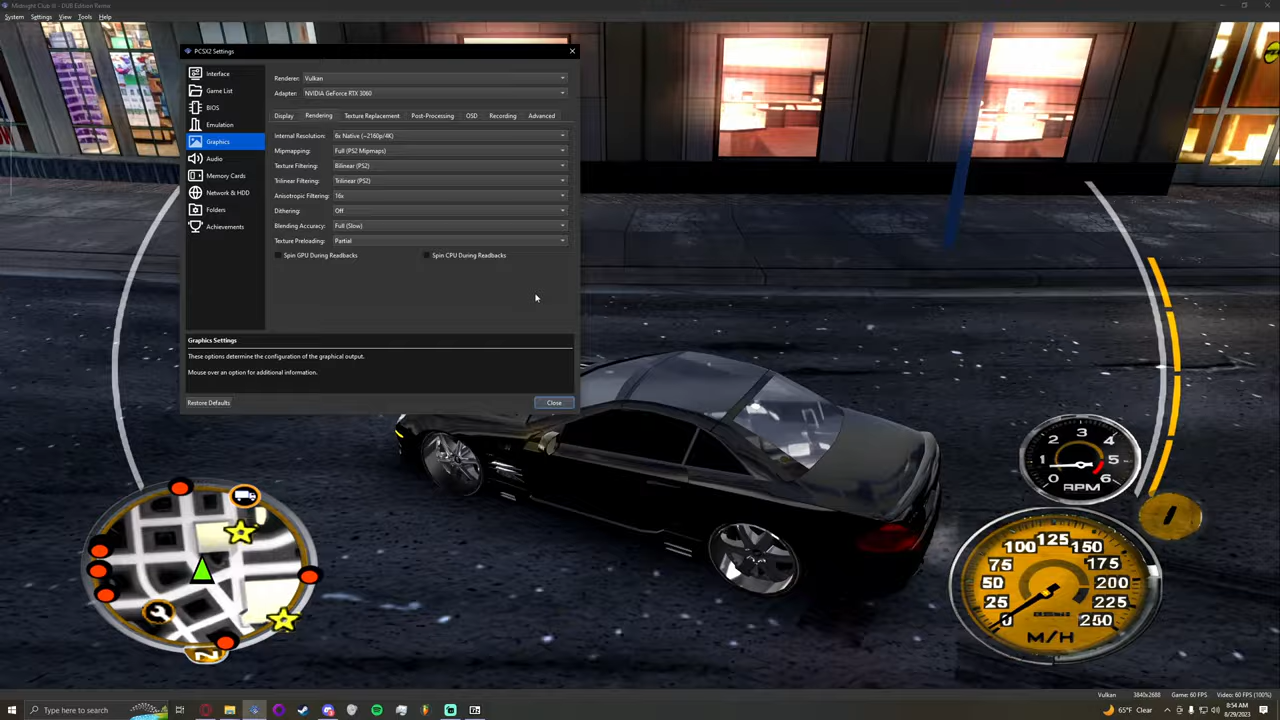 Midnight Club III - DUB Edition Remix
System Settings View Tools Help
PCSX2 Settings
Interface
Game List
BIOS
Emulation
Graphics
Audio
Memory Cards
Network & HDD
Folders
Achievements
Renderer: Vulkan
Adapter: NVIDIA GeForce RTX 3060
Display Rendering Texture Replacement Post-Processing OSD Recording Advanced
Internal Resolution: 6x Native (~2160p/4K)
Mipmapping: Full (PS2 Mipmaps)
Texture Filtering: Bilinear (PS2)
Trilinear Filtering: Trilinear (PS2)
Anisotropic Filtering: 16x
Dithering: Off
Blending Accuracy: Full (Slow)
Texture Preloading: Partial
Spin GPU During Readbacks Spin CPU During Readbacks
Graphics Settings
These options determine the configuration of the graphical output.
Mouse over an option for additional information.
Restore Defaults Close
0 1 2 3 4 5 6
RPM
0 25 50 75 100 125 150 175 200 225 250
M/H
N
Vulkan 3840x2688 Game: 60 FPS Video: 60 FPS (100%)
Type here to search
65°F Clear
8:54 AM
8/29/2023